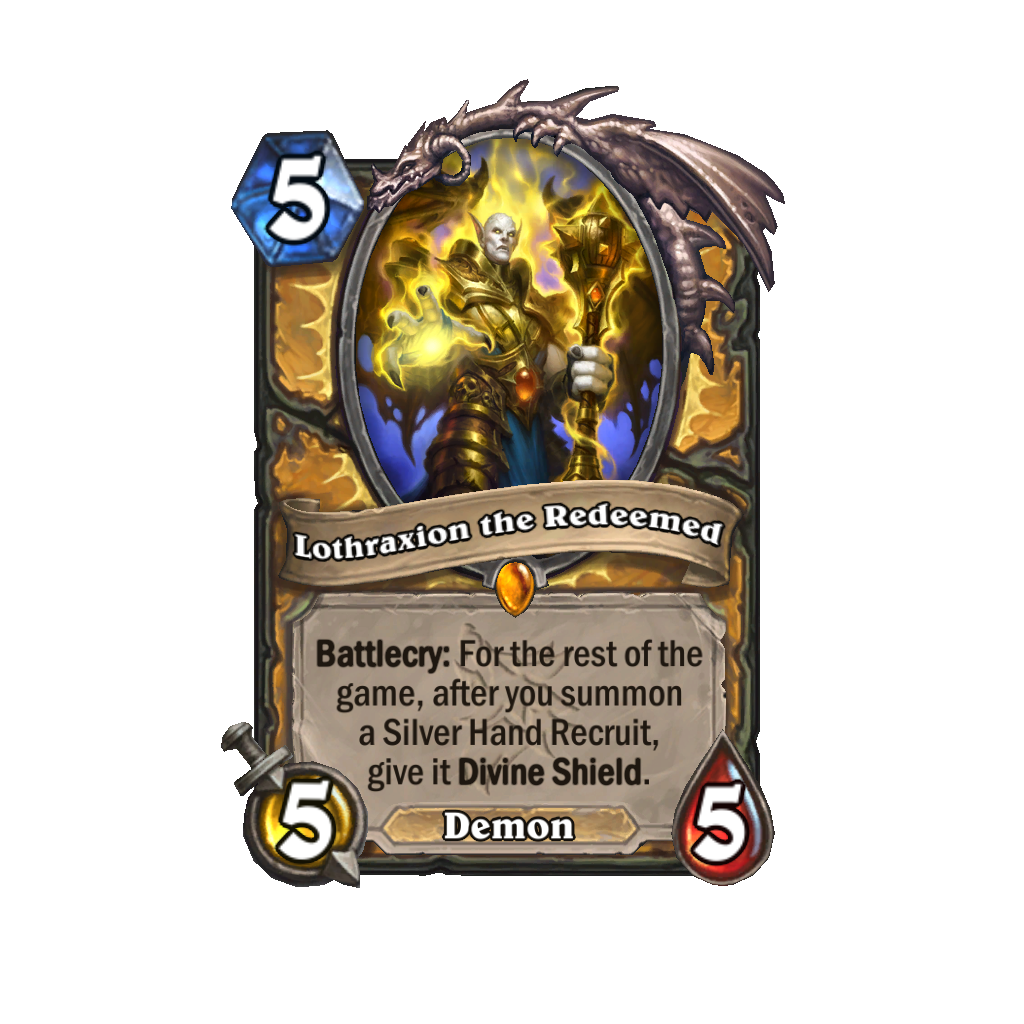 5
Lothraxion the Redeemed
Battlecry: For the rest of the
game, after you summon
a Silver Hand Recruit,
give it Divine Shield.
5
Demon
5